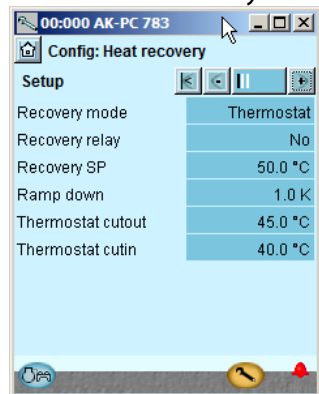 00:000 AK-PC 783
Config: Heat recovery
Setup
Recovery mode Thermostat
Recovery relay No
Recovery SP 50.0 °C
Ramp down 1.0 K
Thermostat cutout 45.0 °C
Thermostat cutin 40.0 °C